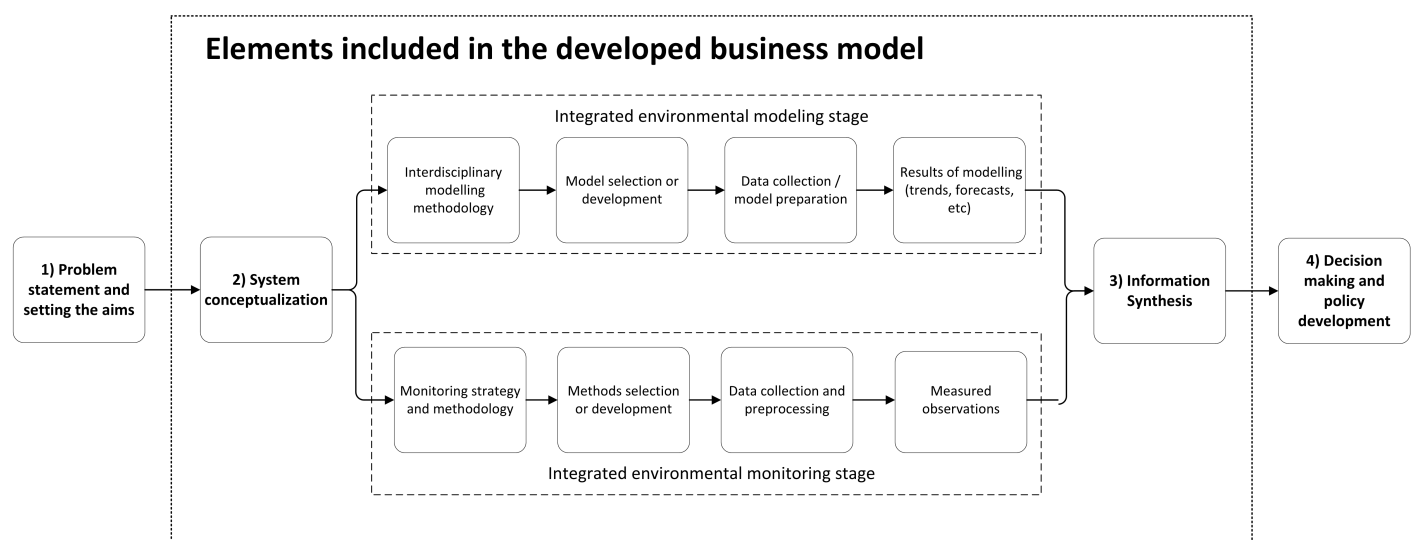 Elements included in the developed business model
Integrated environmental modeling stage
Interdisciplinary
modelling
methodology
Model selection or
development
Data collection /
model preparation
Results of modelling
(trends, forecasts,
etc)
1) Problem
statement and
setting the aims
2) System
conceptualization
3) Information
Synthesis
4) Decision
making and
policy
development
Monitoring strategy
and methodology
Methods selection
or development
Data collection and
preprocessing
Measured
observations
Integrated environmental monitoring stage